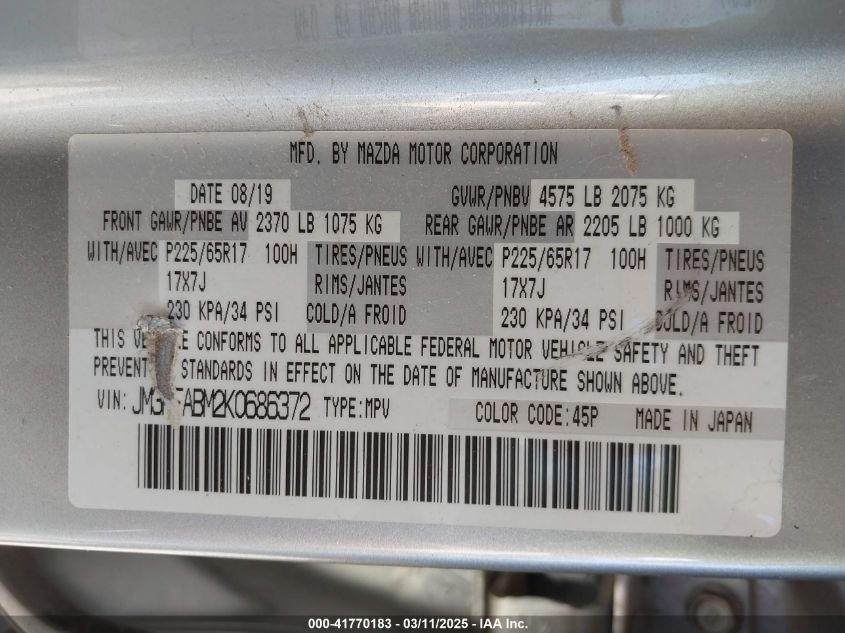 MFD. BY MAZDA MOTOR CORPORATION
DATE 08/19 GVWR/PNBV 4575 LB 2075 KG
FRONT GAWR/PNBE AV 2370 LB 1075 KG REAR GAWR/PNBE AR 2205 LB 1000 KG
WITH/AVEC P225/65R17 100H TIRES/PNEUS WITH/AVEC P225/65R17 100H TIRES/PNEUS
17X7J RIMS/JANTES 17X7J RIMS/JANTES
230 KPA/34 PSI COLD/A FROID 230 KPA/34 PSI COLD/A FROID
THIS CONFORMS TO ALL APPLICABLE FEDERAL MOTOR VEHICLE SAFETY AND THEFT
PREVENT STANDARDS IN EFFECT ON THE DATE OF MANUFACTURE SHOWN ABOVE.
VIN: TYPE:MPV COLOR CODE:45P MADE IN JAPAN
000-41770183 - 03/11/2025 - IAA Inc.